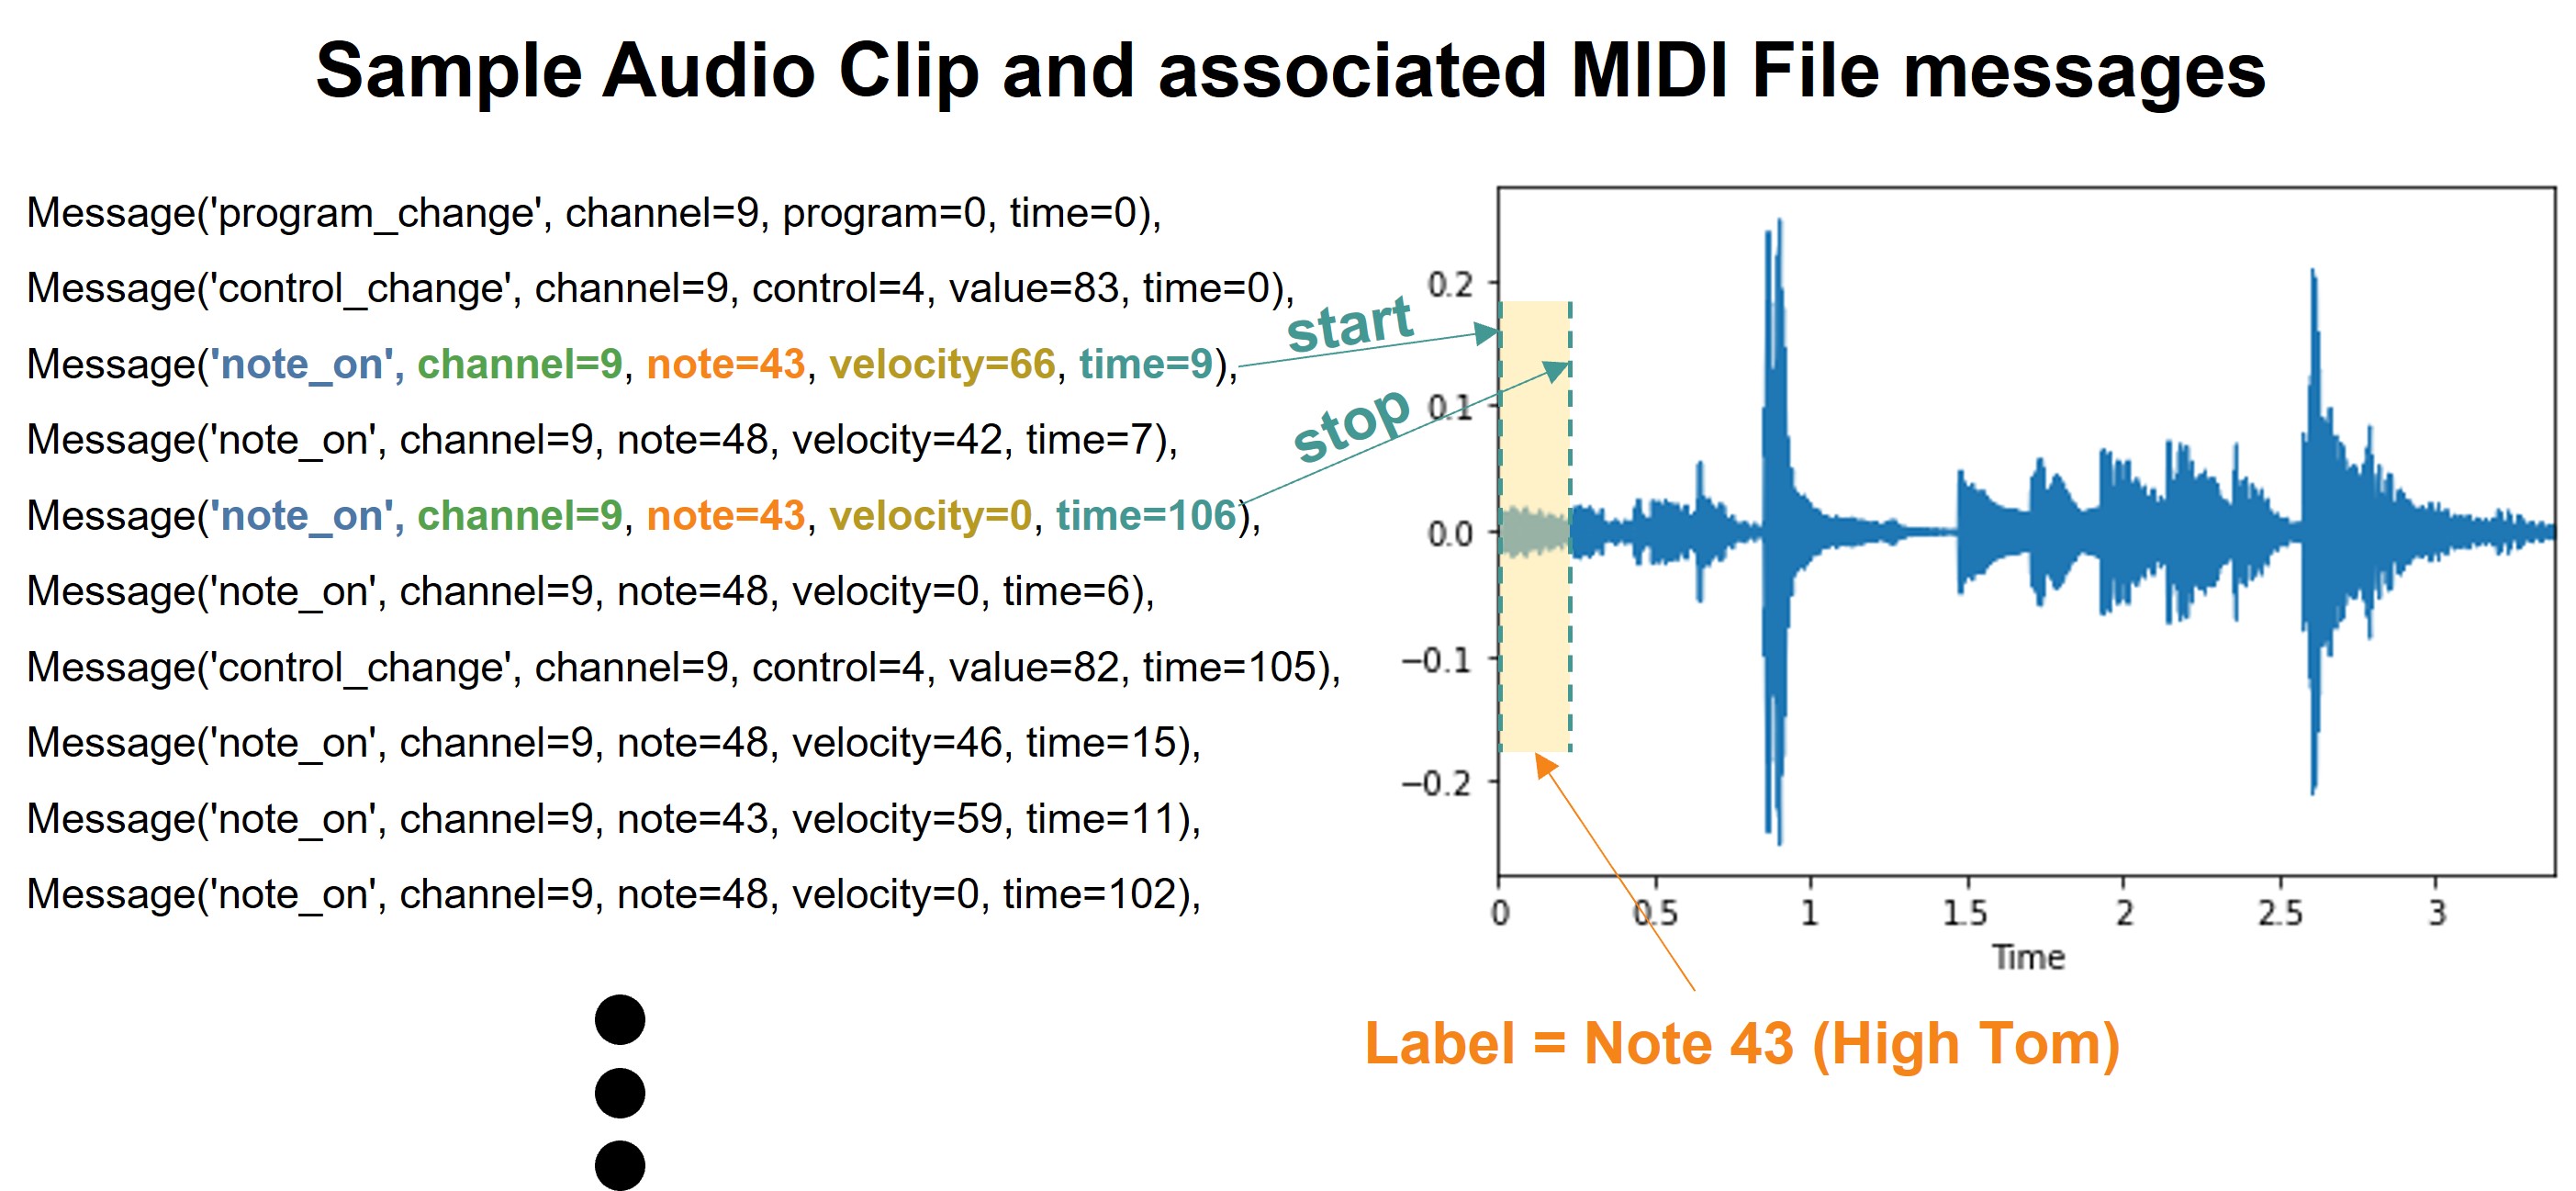 Sample Audio Clip and associated MIDI File messages
Message('program_change', channel=9, program=0, time=0),
Message('control_change', channel=9, control=4, value=83, time=0),
Message('note_on', channel=9, note=43, velocity=66, time=9),
Message('note_on', channel=9, note=48, velocity=42, time=7),
Message('note_on', channel=9, note=43, velocity=0, time=106),
Message('note_on', channel=9, note=48, velocity=0, time=6),
Message('control_change', channel=9, control=4, value=82, time=105),
Message('note_on', channel=9, note=48, velocity=46, time=15),
Message('note_on', channel=9, note=43, velocity=59, time=11),
Message('note_on', channel=9, note=48, velocity=0, time=102),
start
stop
0.2
0.1
0.0
−0.1
−0.2
0 0.5 1 1.5 2 2.5 3
Time
Label = Note 43 (High Tom)